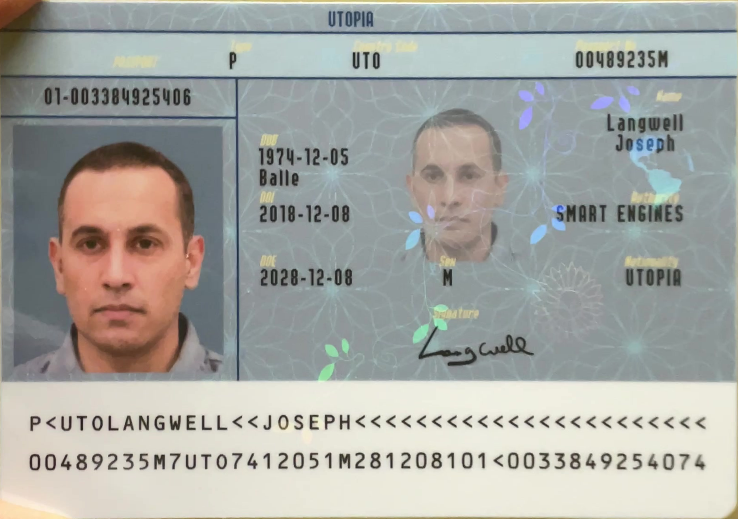 UTOPIA
Type Country Code Passport No
PASSPORT P UTO 00489235M
01-003384925406
Name
Langwell
Joseph
DOB
1974-12-05
Balle
Authority
DOI
2018-12-08 SMART ENGINES
DOE Sex Nationality
2028-12-08 M UTOPIA
Signature
Langwell
P<UTOLANGWELL<<JOSEPH<<<<<<<<<<<<<<<<<<<<<<<
00489235M7UTO7412051M281208101<0033849254074